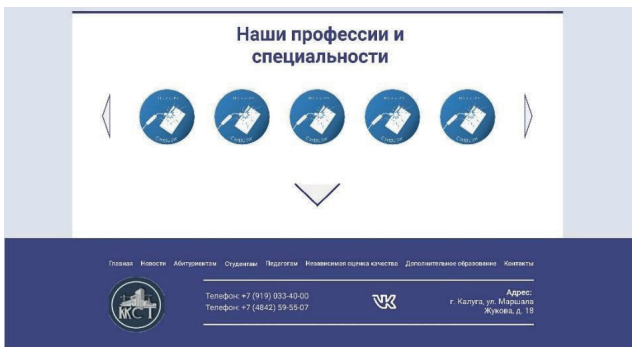 Наши профессии и
специальности
Главная Новости Абитуриентам Студентам Педагогам Независимая оценка качества Дополнительное образование Контакты
ККСТ
Телефон: +7 (919) 033-40-00
Телефон: +7 (4842) 59-55-07
Адрес:
г. Калуга, ул. Маршала
Жукова, д. 18